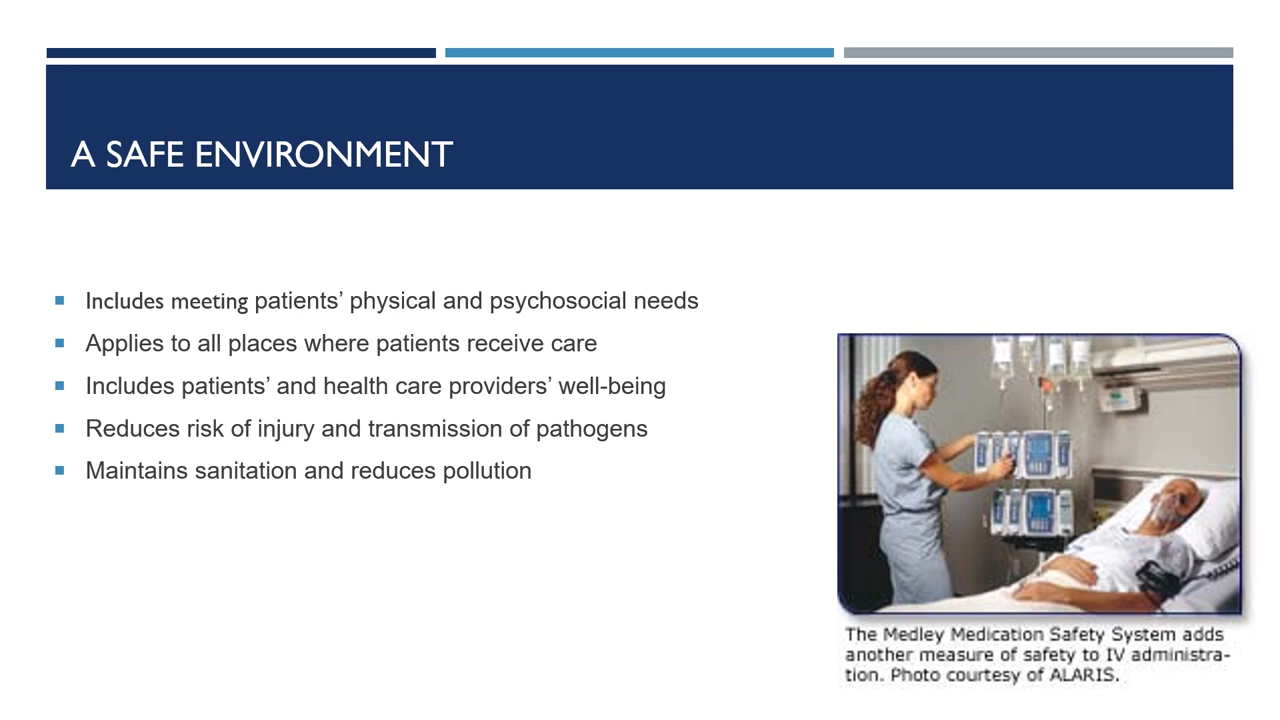 A SAFE ENVIRONMENT
Includes meeting patients’ physical and psychosocial needs
Applies to all places where patients receive care
Includes patients’ and health care providers’ well-being
Reduces risk of injury and transmission of pathogens
Maintains sanitation and reduces pollution
The Medley Medication Safety System adds
another measure of safety to IV administra-
tion. Photo courtesy of ALARIS.